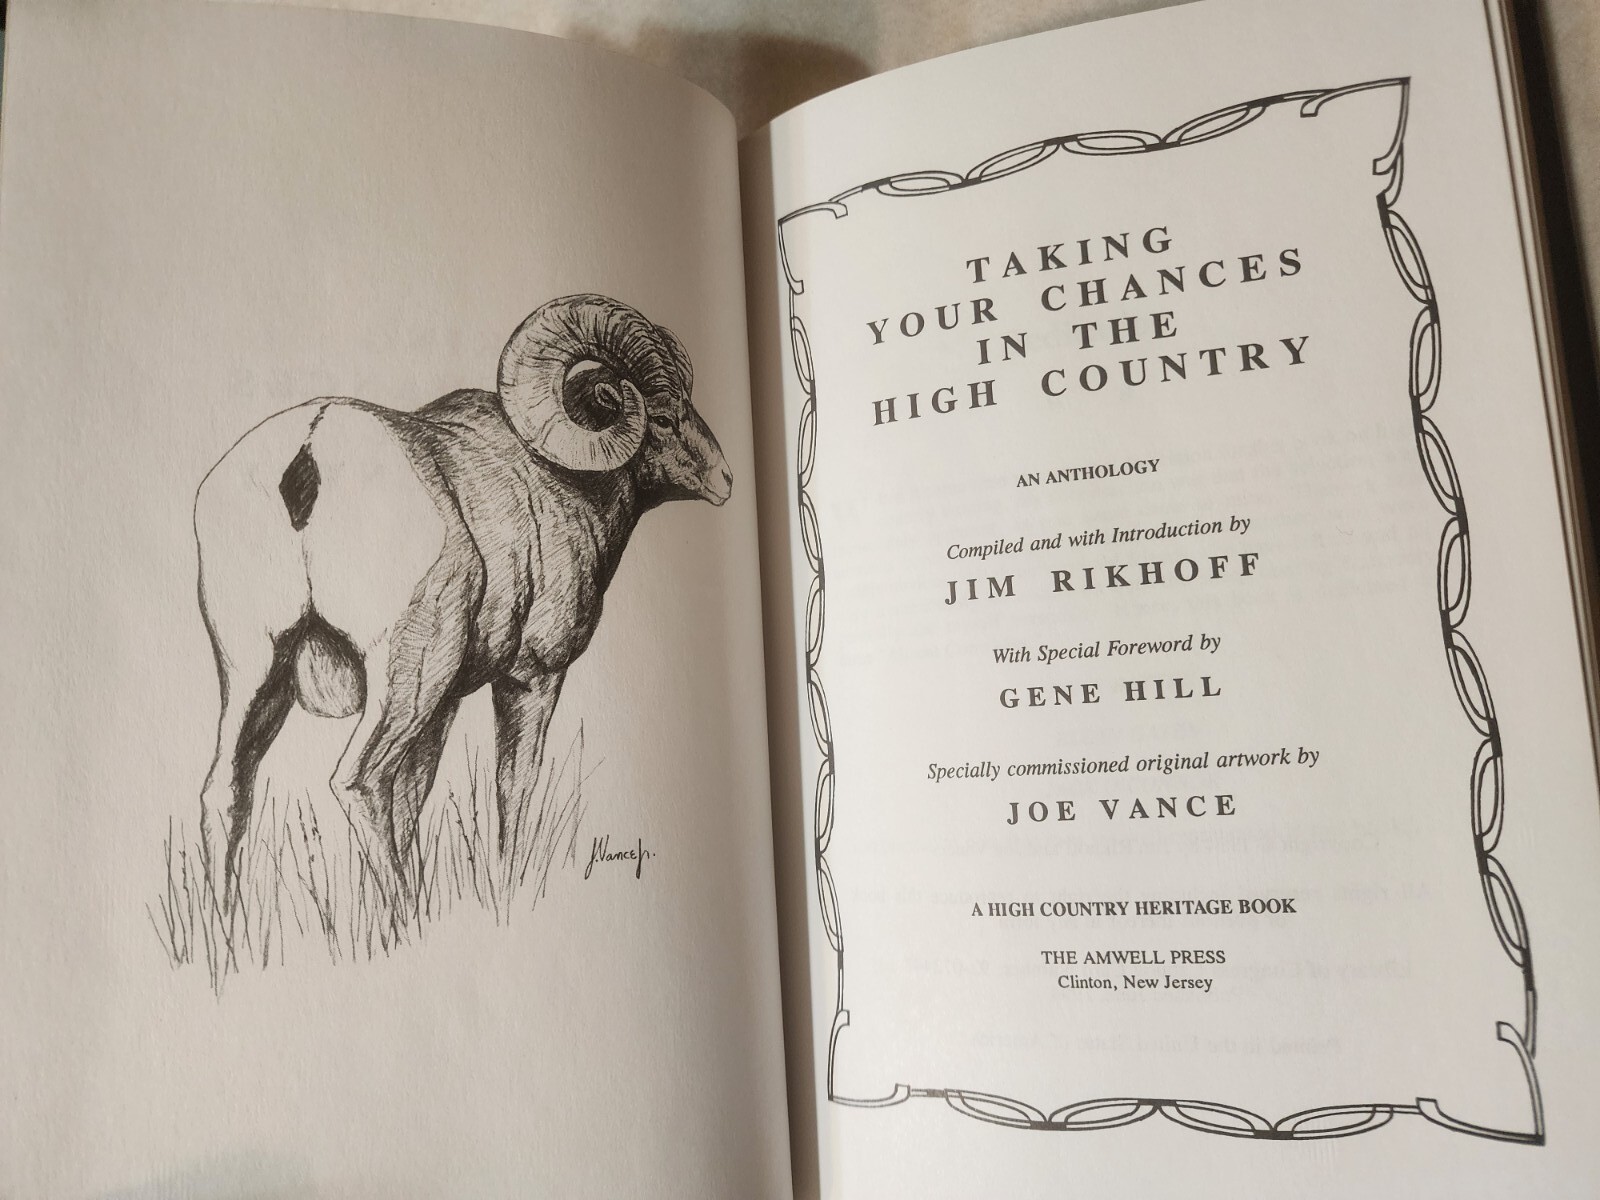 J. Vance Jr.
TAKING
YOUR CHANCES
IN THE
HIGH COUNTRY
AN ANTHOLOGY
Compiled and with Introduction by
JIM RIKHOFF
With Special Foreword by
GENE HILL
Specially commissioned original artwork by
JOE VANCE
A HIGH COUNTRY HERITAGE BOOK
THE AMWELL PRESS
Clinton, New Jersey